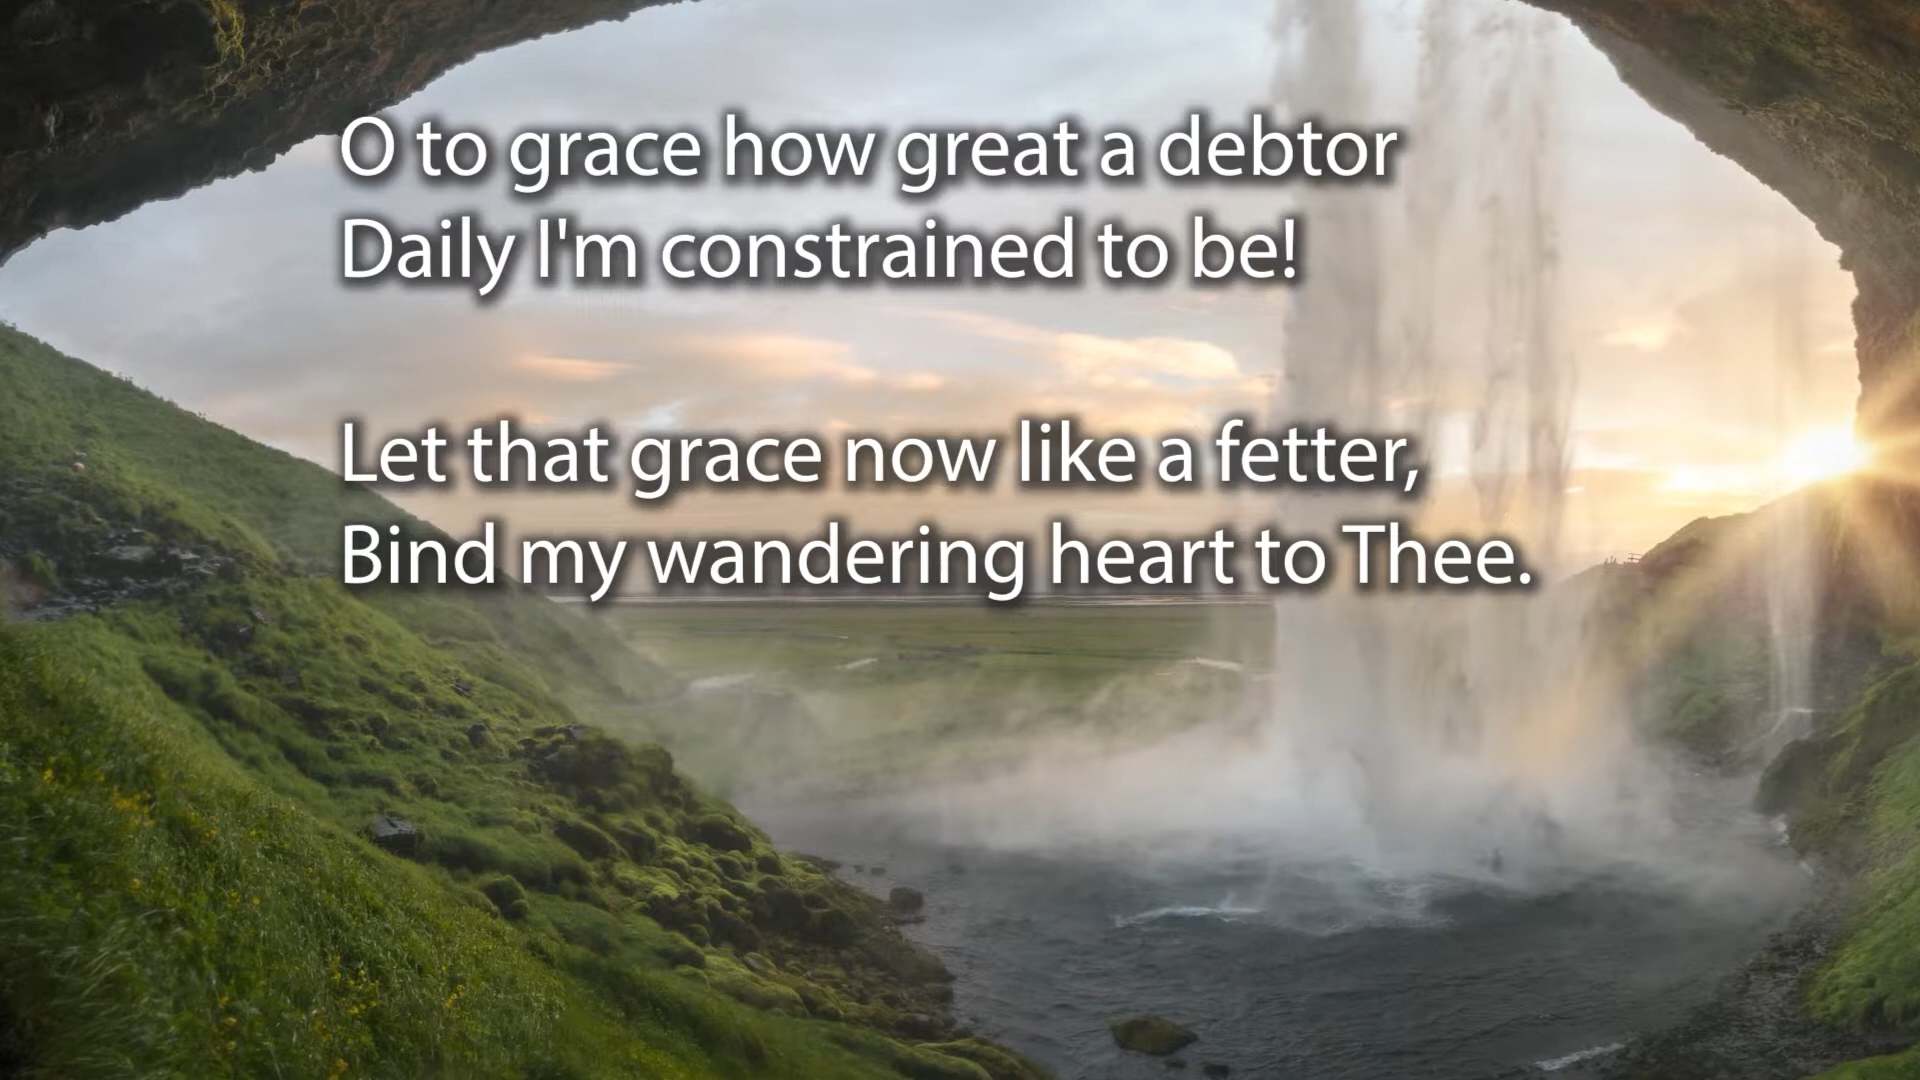 O to grace how great a debtor
Daily I'm constrained to be!
Let that grace now like a fetter,
Bind my wandering heart to Thee.